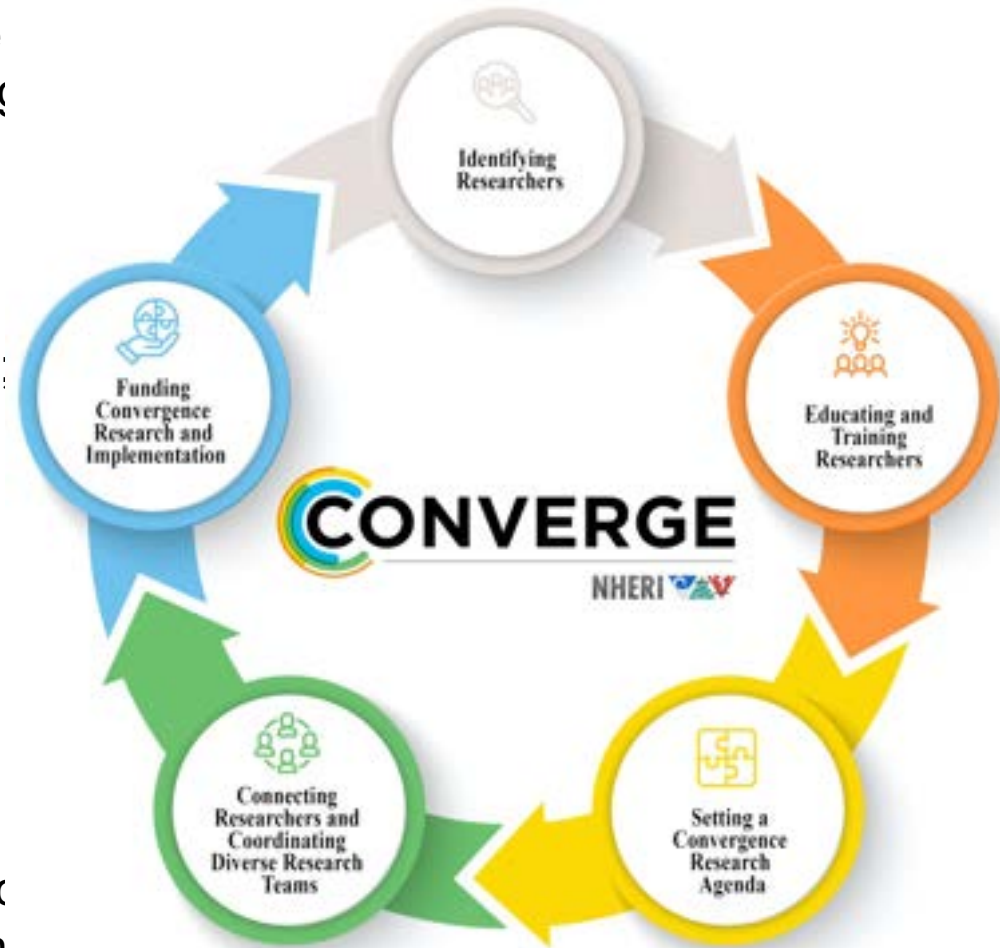 Identifying
Researchers
Educating and
Training
Researchers
Setting a
Convergence
Research
Agenda
Connecting
Researchers and
Coordinating
Diverse Research
Teams
Funding
Convergence
Research and
Implementation
CONVERGE
NHERI